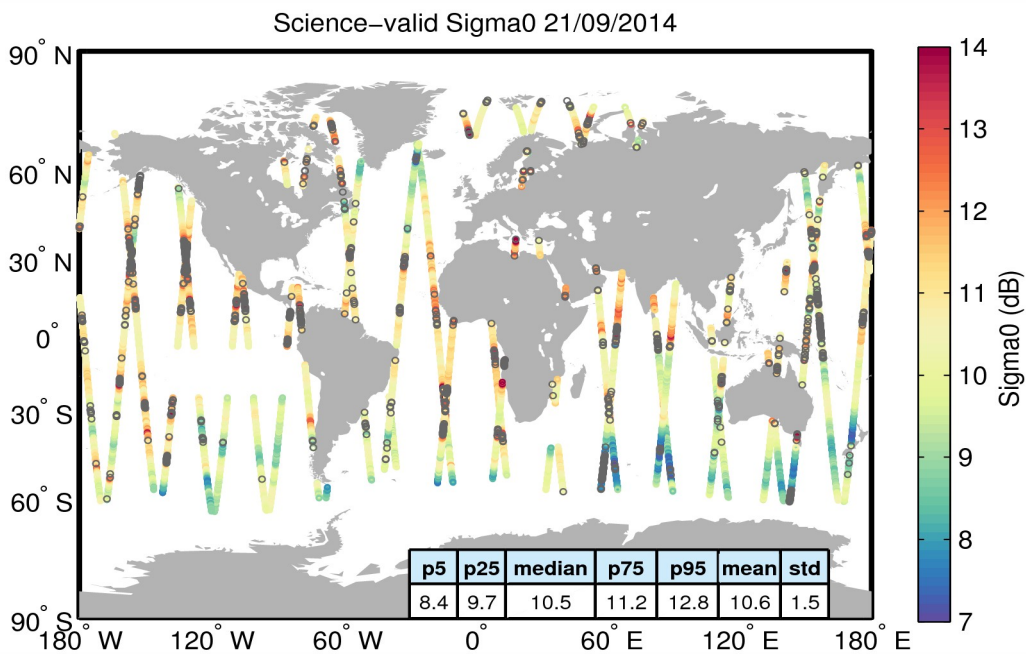 Science−valid Sigma0 21/09/2014
90° N
60° N
30° N
0°
30° S
60° S
90° S
180° W
120° W
60° W
0°
60° E
120° E
180° E
p5 p25 median p75 p95 mean std
8.4 9.7 10.5 11.2 12.8 10.6 1.5
14
13
12
11
10
9
8
7
Sigma0 (dB)